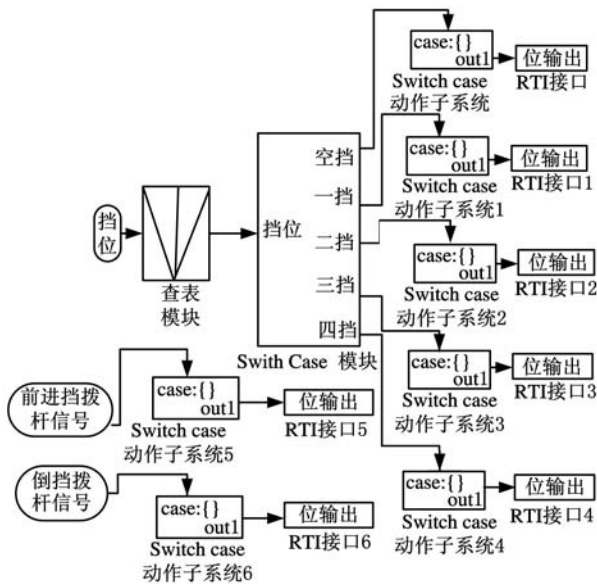 case:{}
out1
位输出
Switch case
动作子系统
RTI接口
挡位
查表
模块
挡位
空挡
一挡
二挡
三挡
四挡
Swith Case 模块
case:{}
out1
位输出
Switch case
动作子系统1
RTI接口1
case:{}
out1
位输出
Switch case
动作子系统2
RTI接口2
case:{}
out1
位输出
Switch case
动作子系统3
RTI接口3
case:{}
out1
位输出
Switch case
动作子系统4
RTI接口4
前进挡拨
杆信号
case:{}
out1
位输出
Switch case
动作子系统5
RTI接口5
倒挡拨
杆信号
case:{}
out1
位输出
Switch case
动作子系统6
RTI接口6